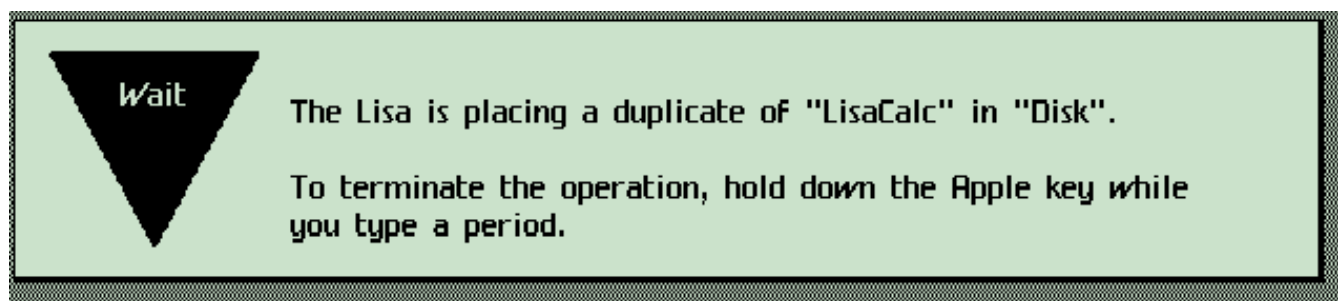 Wait
The Lisa is placing a duplicate of "LisaCalc" in "Disk".
To terminate the operation, hold down the Apple key while
you type a period.